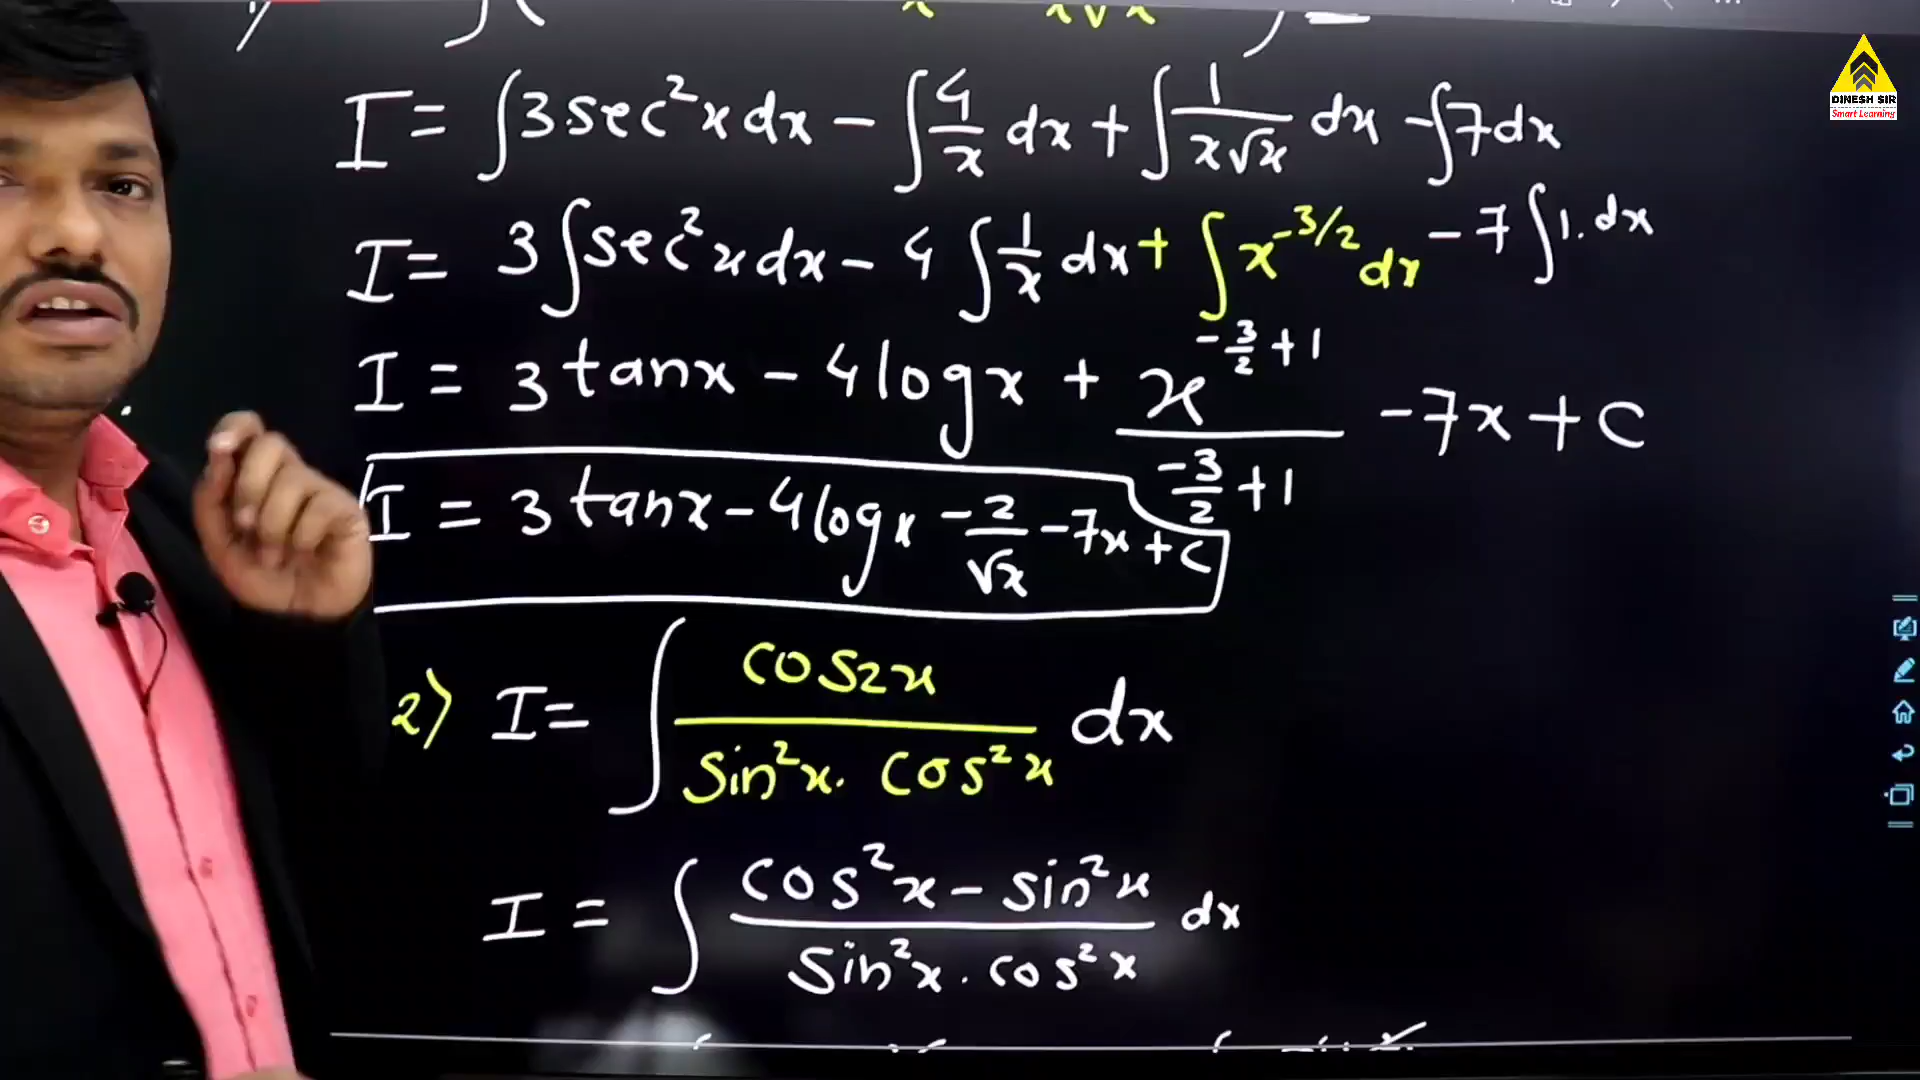 I = ∫3sec²x dx − ∫4/x dx + ∫1/(x√x) dx − ∫7dx
I = 3∫sec²x dx − 4∫1/x dx + ∫x^(-3/2) dx − 7∫1.dx
I = 3tanx − 4logx + x^(-3/2 + 1)/(-3/2 + 1) − 7x + C
I = 3tanx − 4logx − 2/√x − 7x + C
2) I = ∫ cos2x/(sin²x. cos²x) dx
I = ∫ (cos²x − sin²x)/(sin²x. cos²x) dx
DINESH SIR
Smart Learning